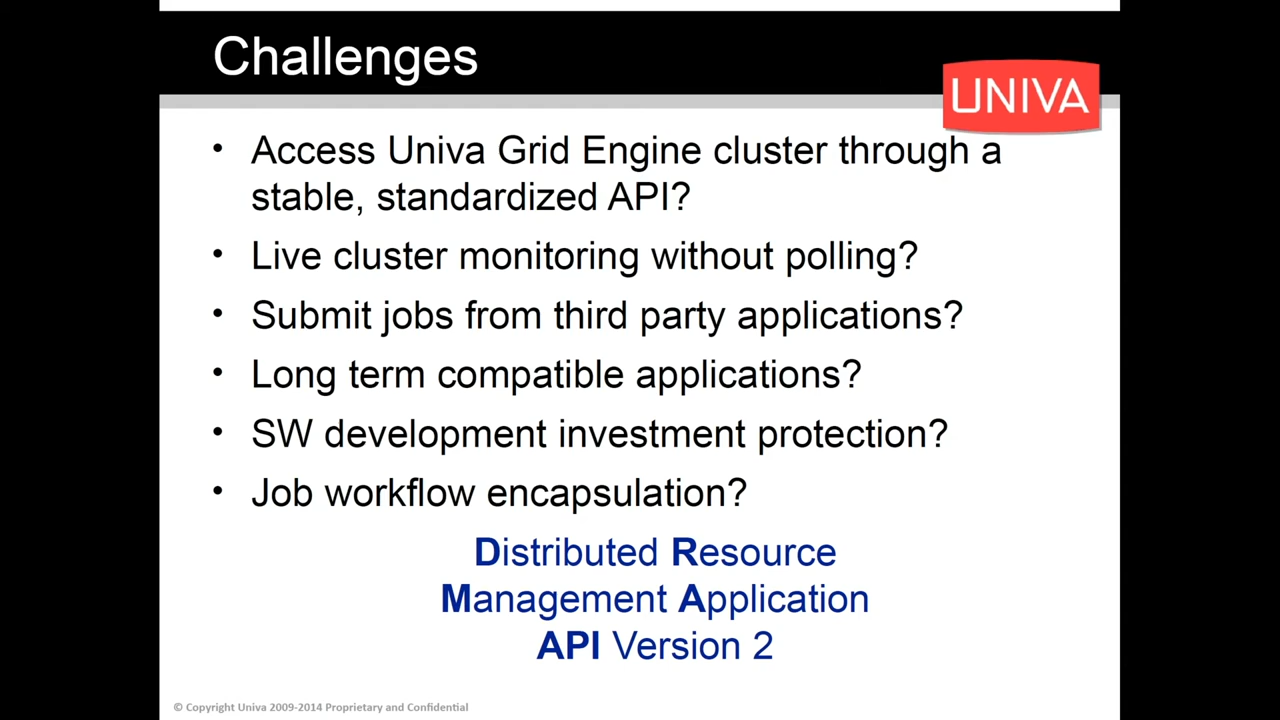 Challenges
UNIVA
• Access Univa Grid Engine cluster through a
stable, standardized API?
• Live cluster monitoring without polling?
• Submit jobs from third party applications?
• Long term compatible applications?
• SW development investment protection?
• Job workflow encapsulation?
Distributed Resource
Management Application
API Version 2
© Copyright Univa 2009-2014 Proprietary and Confidential